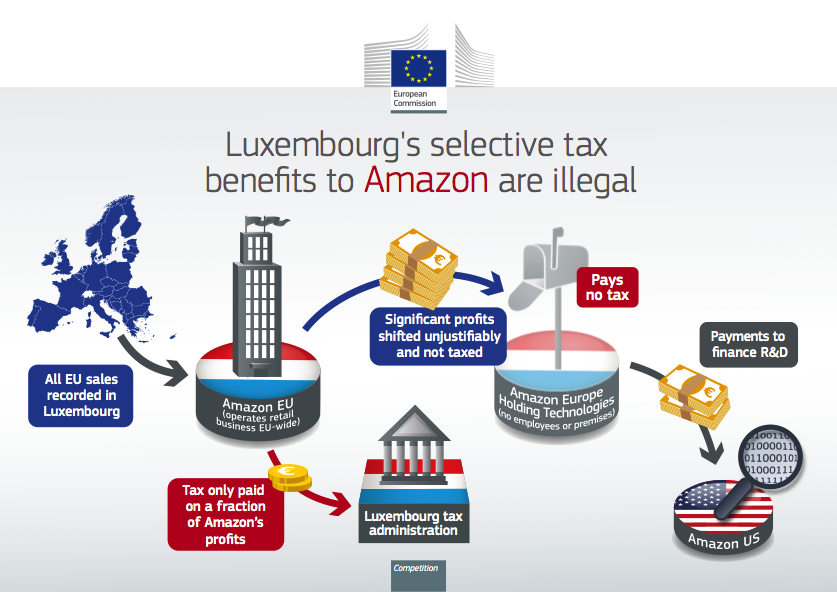 European
Commission
Luxembourg's selective tax
benefits to Amazon are illegal
All EU sales
recorded in
Luxembourg
Amazon EU
(operates retail
business EU-wide)
Significant profits
shifted unjustifiably
and not taxed
Pays
no tax
Amazon Europe
Holding Technologies
(no employees or premises)
Payments to
finance R&D
Tax only paid
on a fraction
of Amazon's
profits
Luxembourg tax
administration
Amazon US
Competition